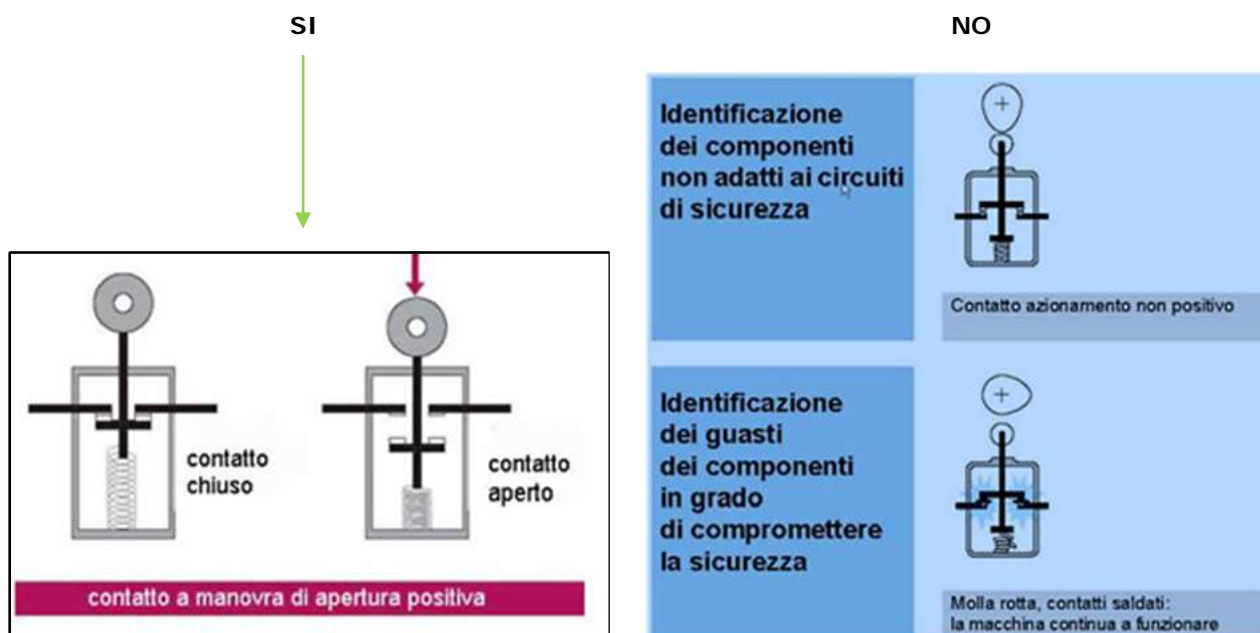 SI
NO
contatto
chiuso
contatto
aperto
contatto a manovra di apertura positiva
Identificazione
dei componenti
non adatti ai circuiti
di sicurezza
Contatto azionamento non positivo
Identificazione
dei guasti
dei componenti
in grado
di compromettere
la sicurezza
Molla rotta, contatti saldati:
la macchina continua a funzionare